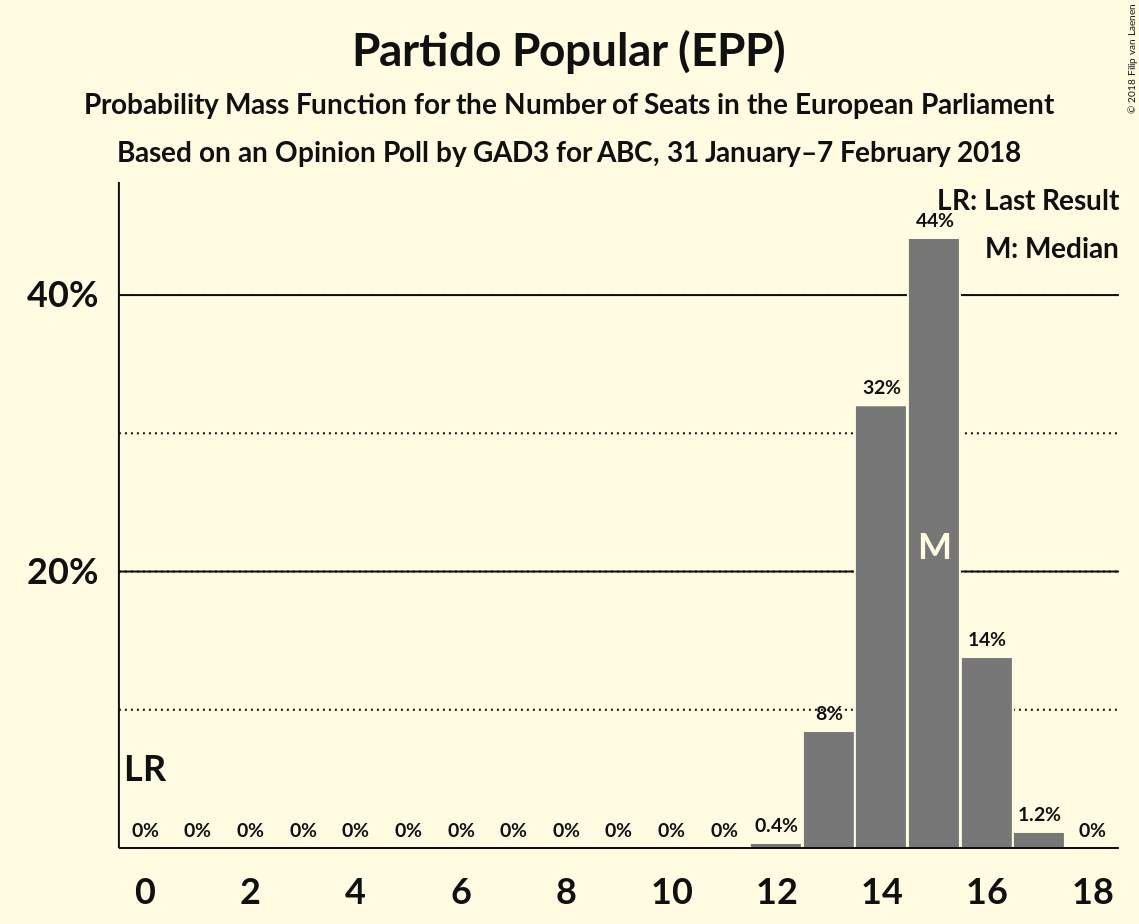 Partido Popular (EPP)
Probability Mass Function for the Number of Seats in the European Parliament
Based on an Opinion Poll by GAD3 for ABC, 31 January–7 February 2018
© 2018 Filip van Laenen
LR: Last Result
M: Median
44%
40%
32%
M
20%
14%
8%
LR
0% 0% 0% 0% 0% 0% 0% 0% 0% 0% 0% 0% 0.4% 1.2% 0%
0 2 4 6 8 10 12 14 16 18